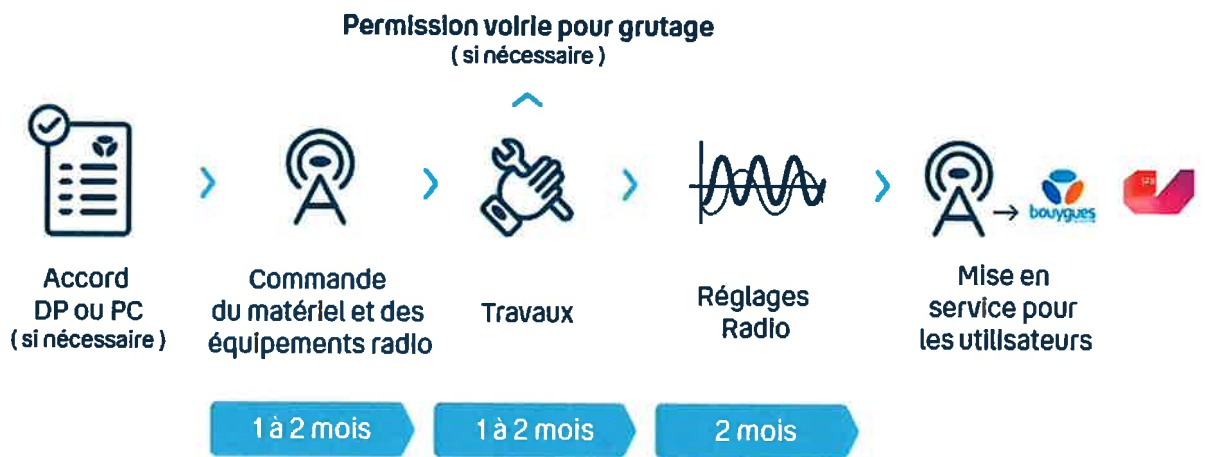 Permission voirie pour grutage
( si nécessaire )
Accord
DP ou PC
( si nécessaire )
Commande
du matériel et des
équipements radio
Travaux
Réglages
Radio
bouygues
Mise en
service pour
les utilisateurs
1 à 2 mois
1 à 2 mois
2 mois